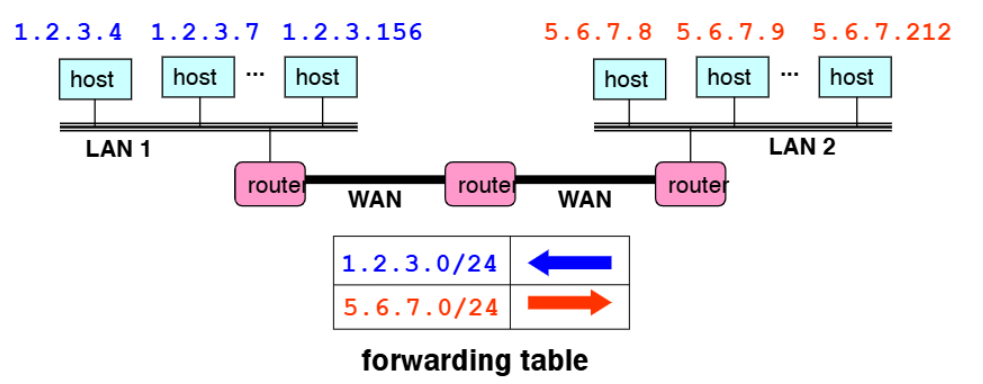 1.2.3.4 1.2.3.7 1.2.3.156 5.6.7.8 5.6.7.9 5.6.7.212
host host ... host host host ... host
LAN 1 LAN 2
router router router
WAN WAN
1.2.3.0/24
5.6.7.0/24
forwarding table